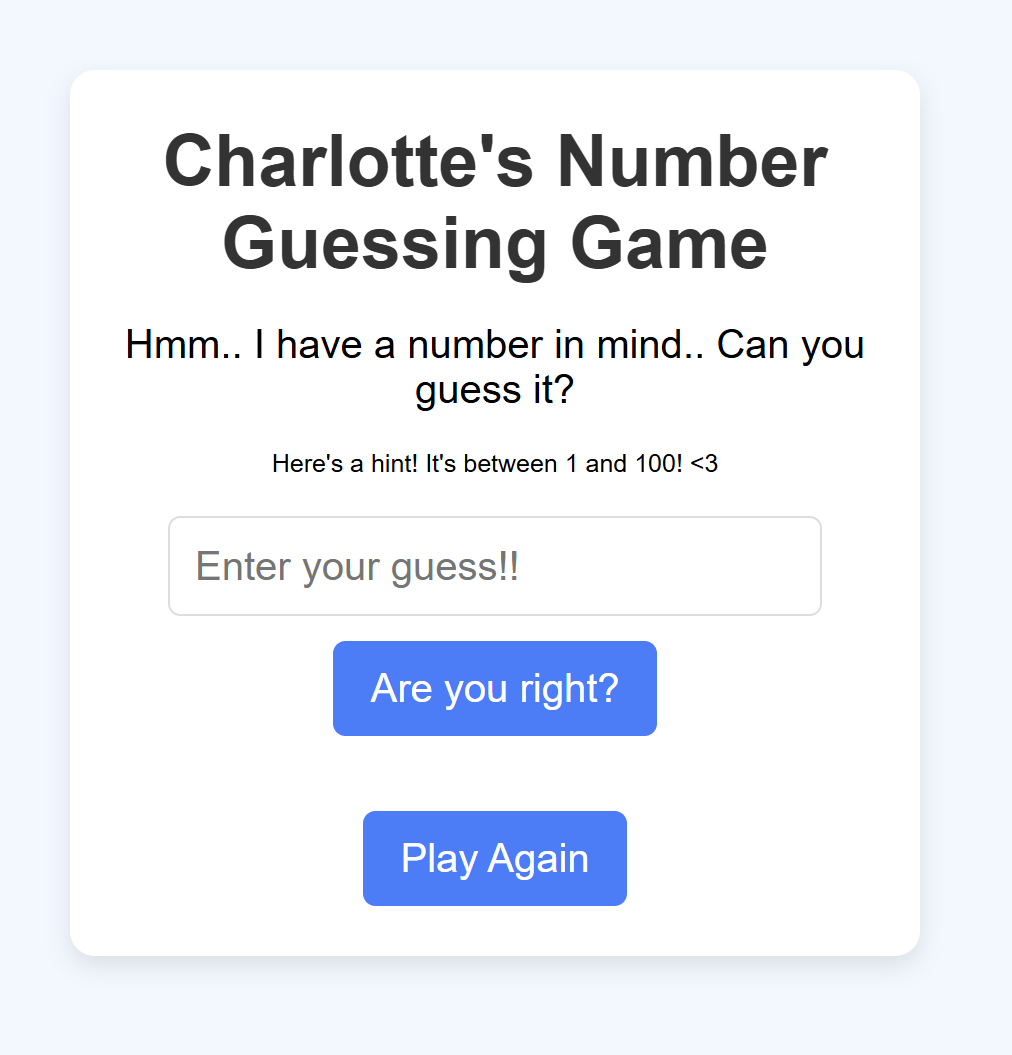 Charlotte's Number
Guessing Game
Hmm.. I have a number in mind.. Can you
guess it?
Here's a hint! It's between 1 and 100! <3
Enter your guess!!
Are you right?
Play Again